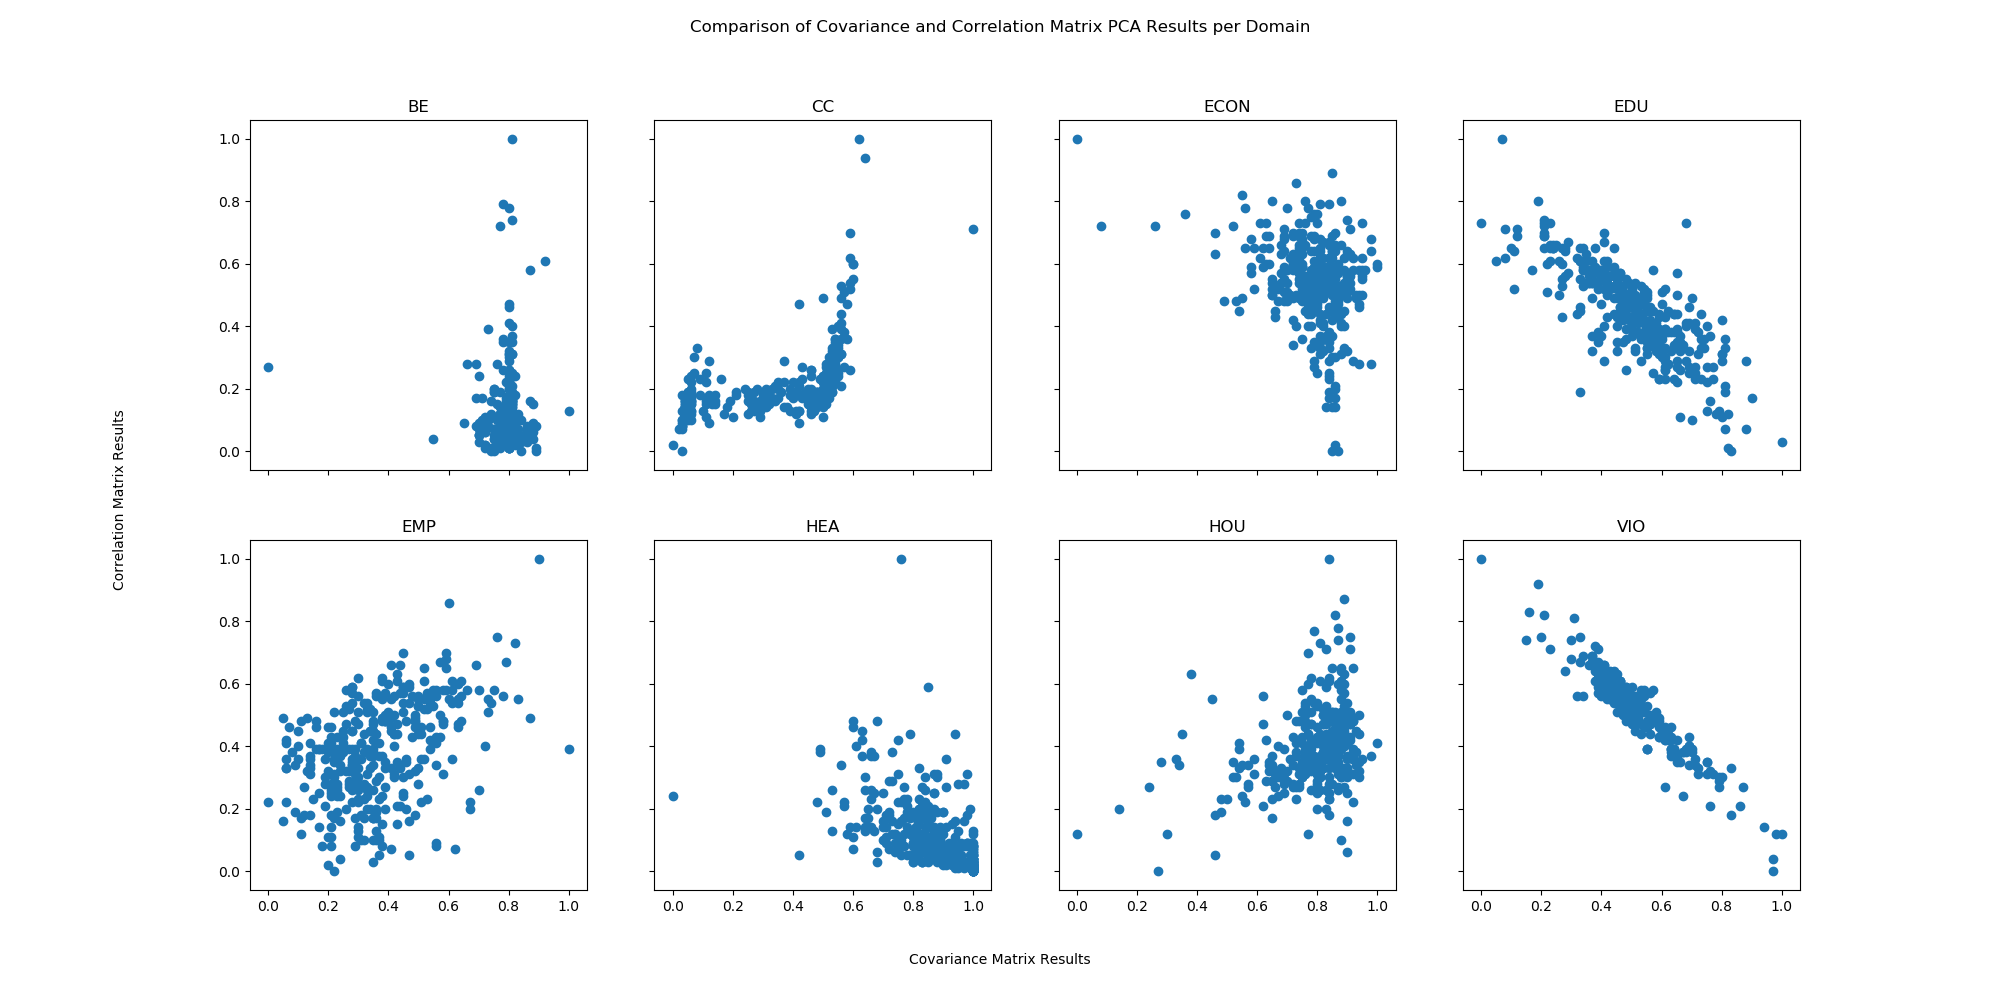 Comparison of Covariance and Correlation Matrix PCA Results per Domain
BE
CC
ECON
EDU
1.0
0.8
0.6
0.4
0.2
0.0
Correlation Matrix Results
EMP
HEA
HOU
VIO
1.0
0.8
0.6
0.4
0.2
0.0
0.0 0.2 0.4 0.6 0.8 1.0
0.0 0.2 0.4 0.6 0.8 1.0
0.0 0.2 0.4 0.6 0.8 1.0
0.0 0.2 0.4 0.6 0.8 1.0
Covariance Matrix Results